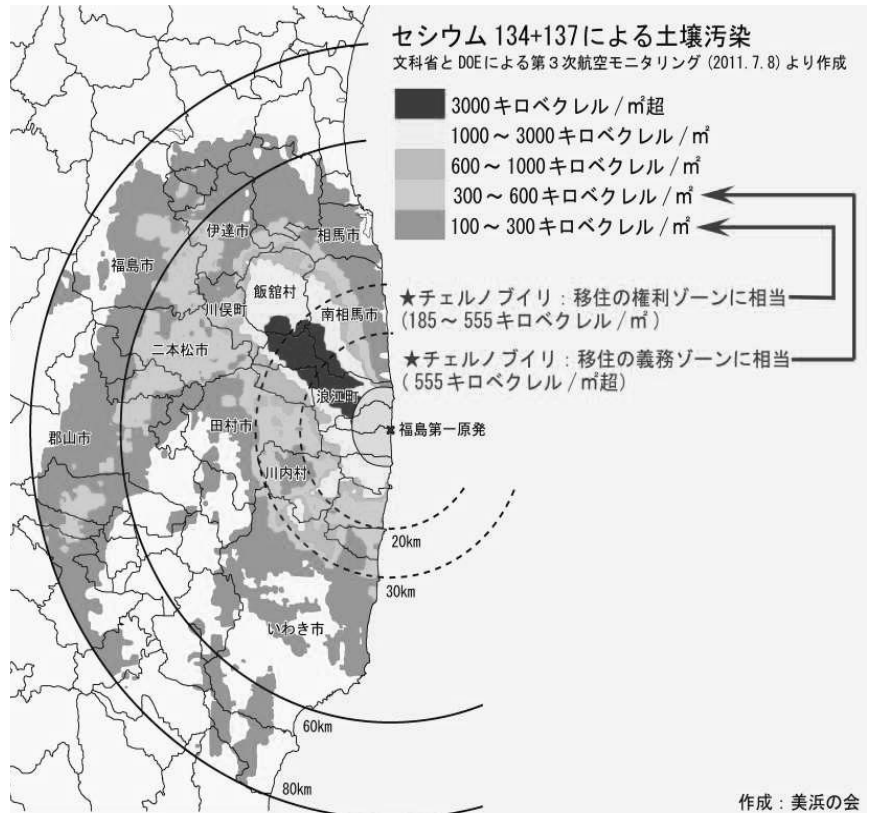 セシウム 134+137による土壌汚染
文科省とDOEによる第3次航空モニタリング(2011.7.8)より作成
3000キロベクレル/㎡超
1000～3000キロベクレル/㎡
600～1000キロベクレル/㎡
300～600キロベクレル/㎡
100～300キロベクレル/㎡
★チェルノブイリ：移住の権利ゾーンに相当
(185～555キロベクレル/㎡)
★チェルノブイリ：移住の義務ゾーンに相当
(555キロベクレル/㎡超)
伊達市
相馬市
福島市
飯舘村
川俣町
南相馬市
二本松市
浪江町
田村市
郡山市
福島第一原発
川内村
20km
30km
いわき市
60km
80km
作成：美浜の会